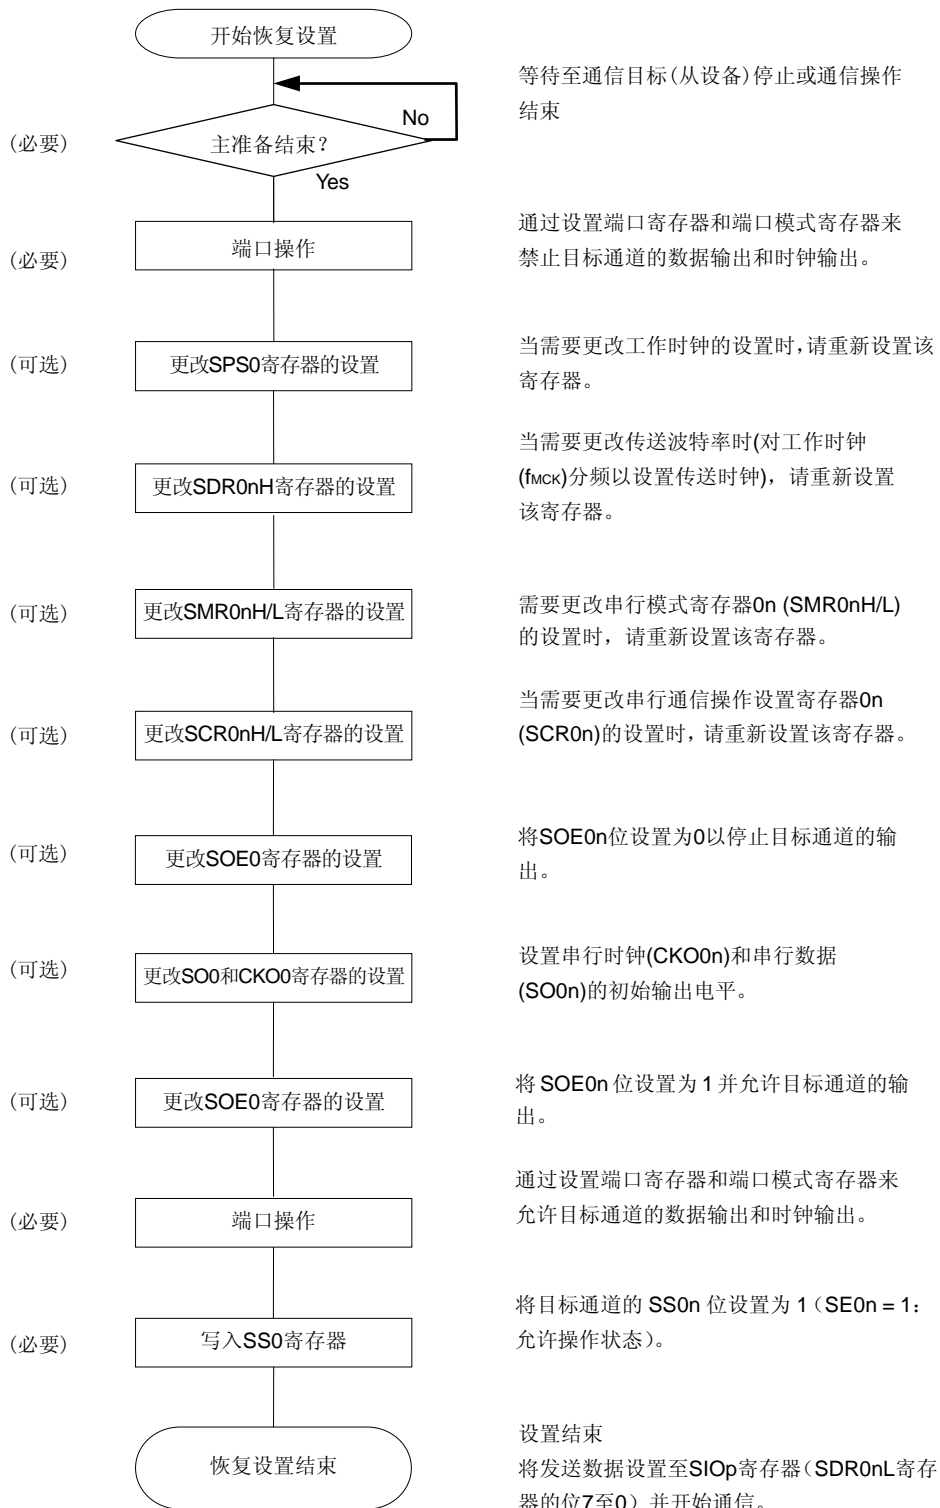 开始恢复设置
等待至通信目标(从设备)停止或通信操作
结束
No
(必要)
主准备结束?
Yes
通过设置端口寄存器和端口模式寄存器来
禁止目标通道的数据输出和时钟输出。
(必要)
端口操作
当需要更改工作时钟的设置时,请重新设置该
寄存器。
(可选)
更改SPS0寄存器的设置
当需要更改传送波特率时(对工作时钟
(fMCK)分频以设置传送时钟)，请重新设置
该寄存器。
(可选)
更改SDR0nH寄存器的设置
需要更改串行模式寄存器0n (SMR0nH/L)
的设置时，请重新设置该寄存器。
(可选)
更改SMR0nH/L寄存器的设置
当需要更改串行通信操作设置寄存器0n
(SCR0n)的设置时，请重新设置该寄存器。
(可选)
更改SCR0nH/L寄存器的设置
将SOE0n位设置为0以停止目标通道的输
出。
(可选)
更改SOE0寄存器的设置
设置串行时钟(CKO0n)和串行数据
(SO0n)的初始输出电平。
(可选)
更改SO0和CKO0寄存器的设置
将 SOE0n 位设置为 1 并允许目标通道的输
出。
(可选)
更改SOE0寄存器的设置
通过设置端口寄存器和端口模式寄存器来
允许目标通道的数据输出和时钟输出。
(必要)
端口操作
将目标通道的 SS0n 位设置为 1（SE0n = 1：
允许操作状态）。
(必要)
写入SS0寄存器
恢复设置结束
设置结束
将发送数据设置至SIOp寄存器（SDR0nL寄存
器的位7至0）并开始通信。